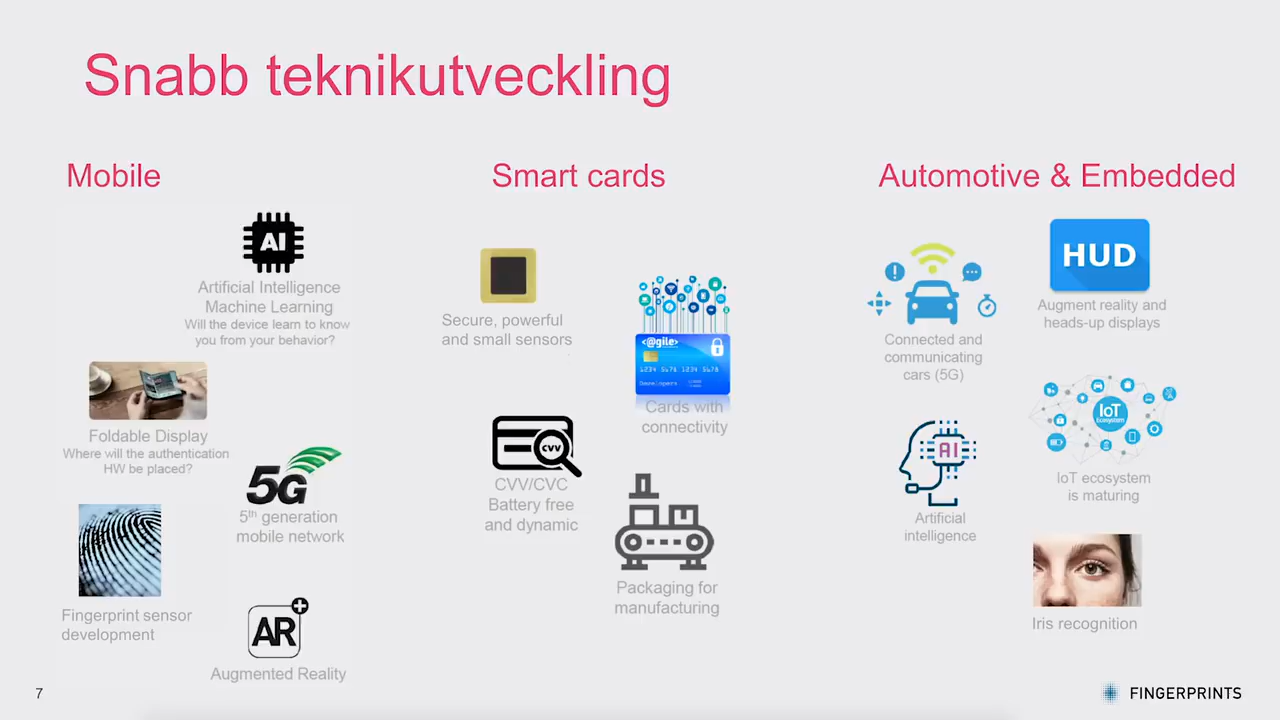 Snabb teknikutveckling
Mobile
AI
Artificial Intelligence
Machine Learning
Will the device learn to know
you from your behavior?
Foldable Display
Where will the authentication
HW be placed?
5G
5th generation
mobile network
Fingerprint sensor
development
AR
Augmented Reality
Smart cards
Secure, powerful
and small sensors
<@gile>
1234 5678 1234 5678
Cards with
connectivity
CVV
CVV/CVC
Battery free
and dynamic
Packaging for
manufacturing
Automotive & Embedded
Connected and
communicating
cars (5G)
HUD
Augment reality and
heads-up displays
AI
Artificial
intelligence
IoT
Ecosystem
IoT ecosystem
is maturing
Iris recognition
7
FINGERPRINTS